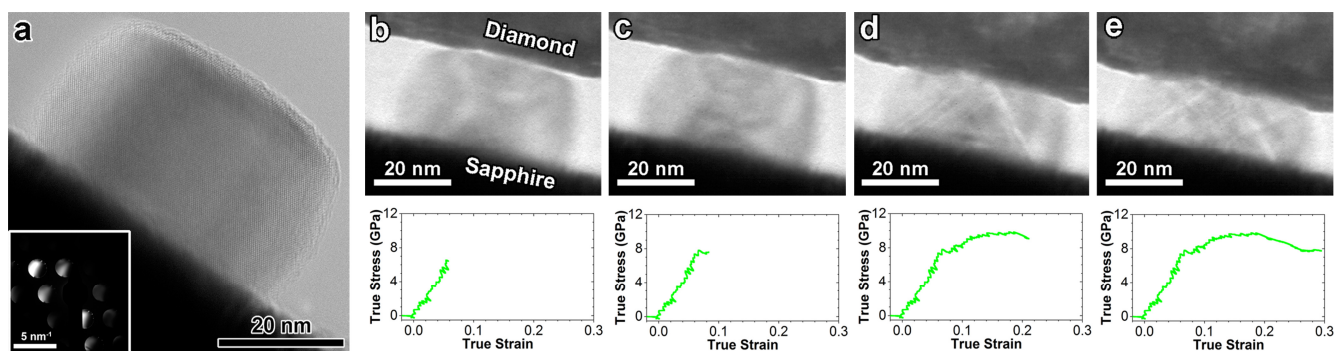 a
5 nm⁻¹
20 nm
b
Diamond
20 nm
Sapphire
c
20 nm
d
20 nm
e
20 nm
True Stress (GPa)
12
8
4
0
0.0 0.1 0.2 0.3
True Strain
True Stress (GPa)
12
8
4
0
0.0 0.1 0.2 0.3
True Strain
True Stress (GPa)
12
8
4
0
0.0 0.1 0.2 0.3
True Strain
True Stress (GPa)
12
8
4
0
0.0 0.1 0.2 0.3
True Strain